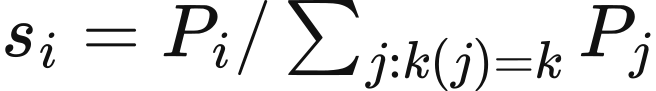 $s_i = P_i / \sum_{j:k(j)=k} P_j$